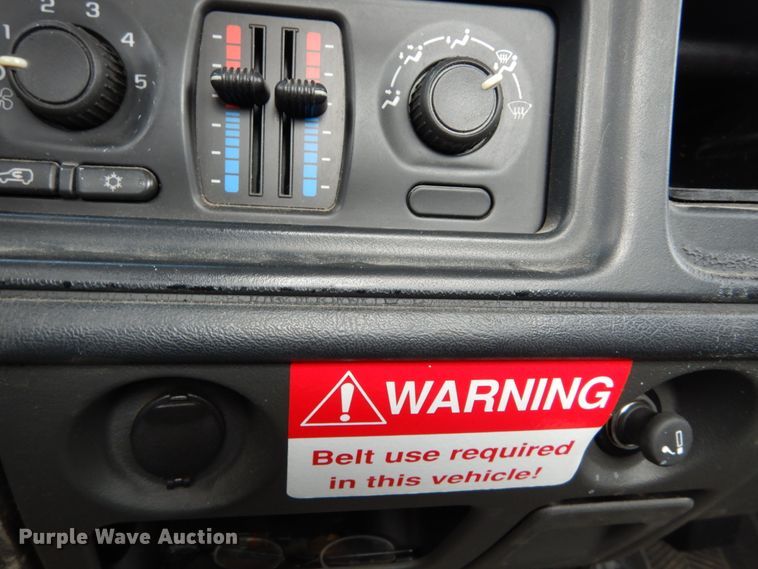 1
2
3
4
5
WARNING
Belt use required
in this vehicle!
Purple Wave Auction